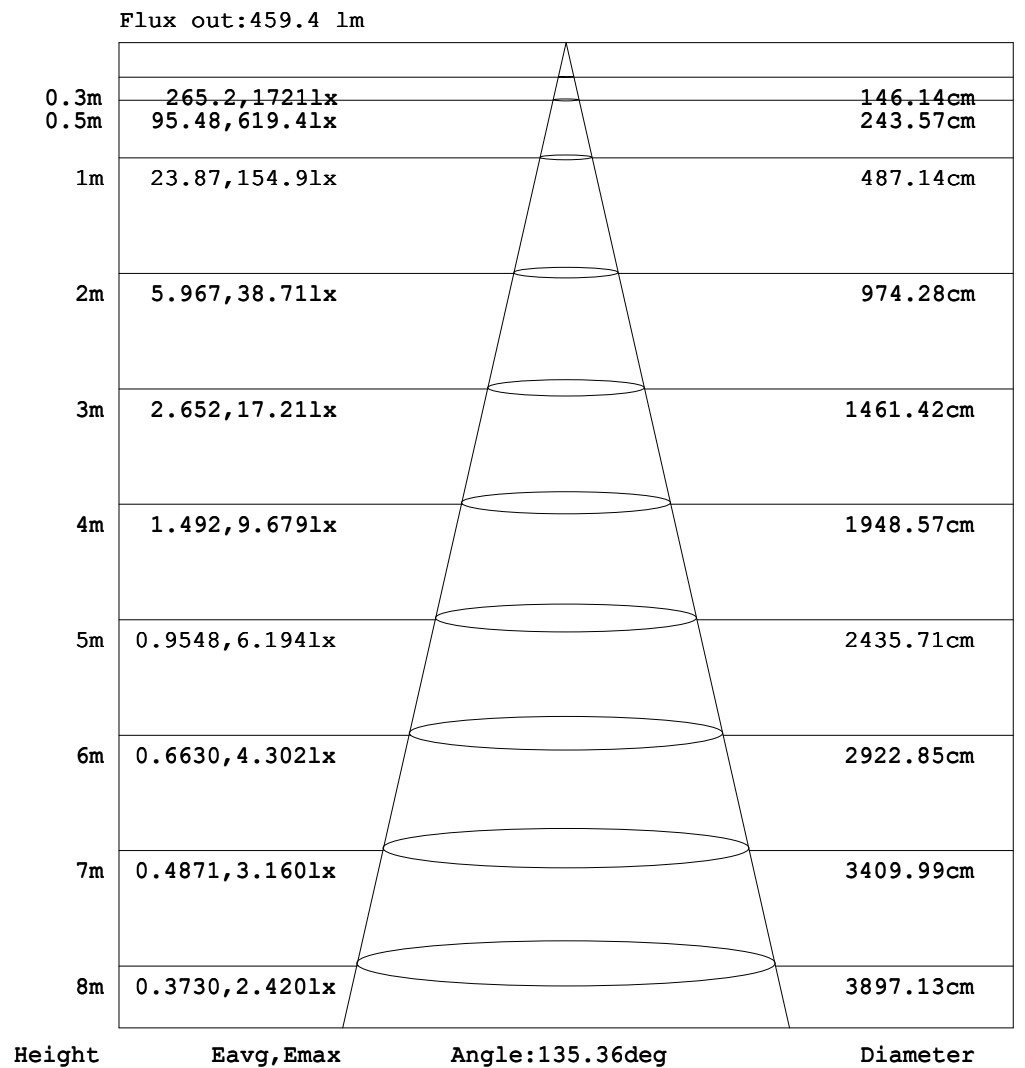 Flux out:459.4 lm
0.3m 265.2,1721lx 146.14cm
0.5m 95.48,619.4lx 243.57cm
1m 23.87,154.9lx 487.14cm
2m 5.967,38.71lx 974.28cm
3m 2.652,17.21lx 1461.42cm
4m 1.492,9.679lx 1948.57cm
5m 0.9548,6.194lx 2435.71cm
6m 0.6630,4.302lx 2922.85cm
7m 0.4871,3.160lx 3409.99cm
8m 0.3730,2.420lx 3897.13cm
Height Eavg,Emax Angle:135.36deg Diameter